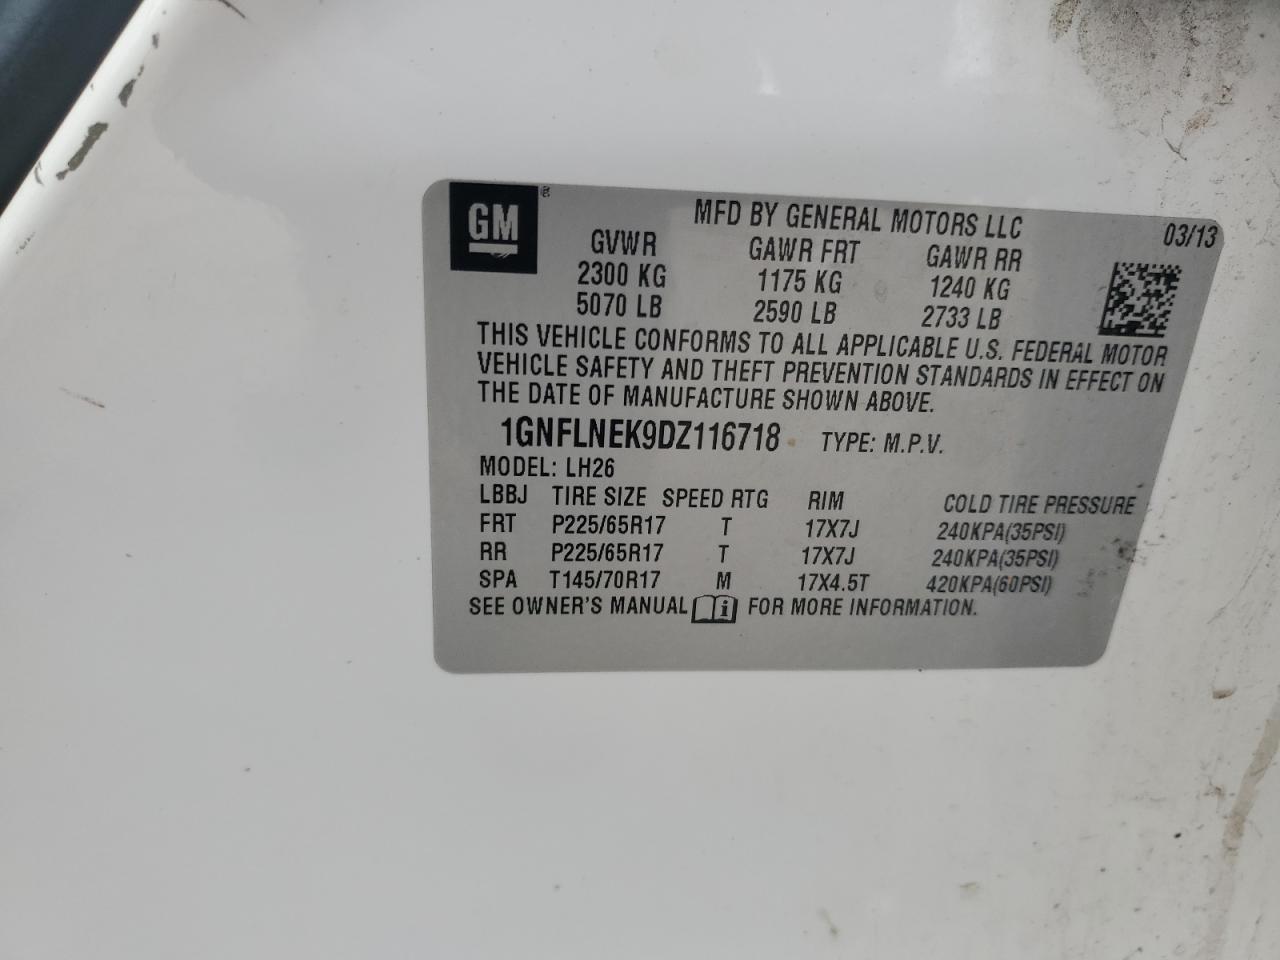 GM ®
MFD BY GENERAL MOTORS LLC 03/13
GVWR GAWR FRT GAWR RR
2300 KG 1175 KG 1240 KG
5070 LB 2590 LB 2733 LB
THIS VEHICLE CONFORMS TO ALL APPLICABLE U.S. FEDERAL MOTOR
VEHICLE SAFETY AND THEFT PREVENTION STANDARDS IN EFFECT ON
THE DATE OF MANUFACTURE SHOWN ABOVE.
1GNFLNEK9DZ116718 TYPE: M.P.V.
MODEL: LH26
LBBJ TIRE SIZE SPEED RTG RIM COLD TIRE PRESSURE
FRT P225/65R17 T 17X7J 240KPA(35PSI)
RR P225/65R17 T 17X7J 240KPA(35PSI)
SPA T145/70R17 M 17X4.5T 420KPA(60PSI)
SEE OWNER'S MANUAL i FOR MORE INFORMATION.